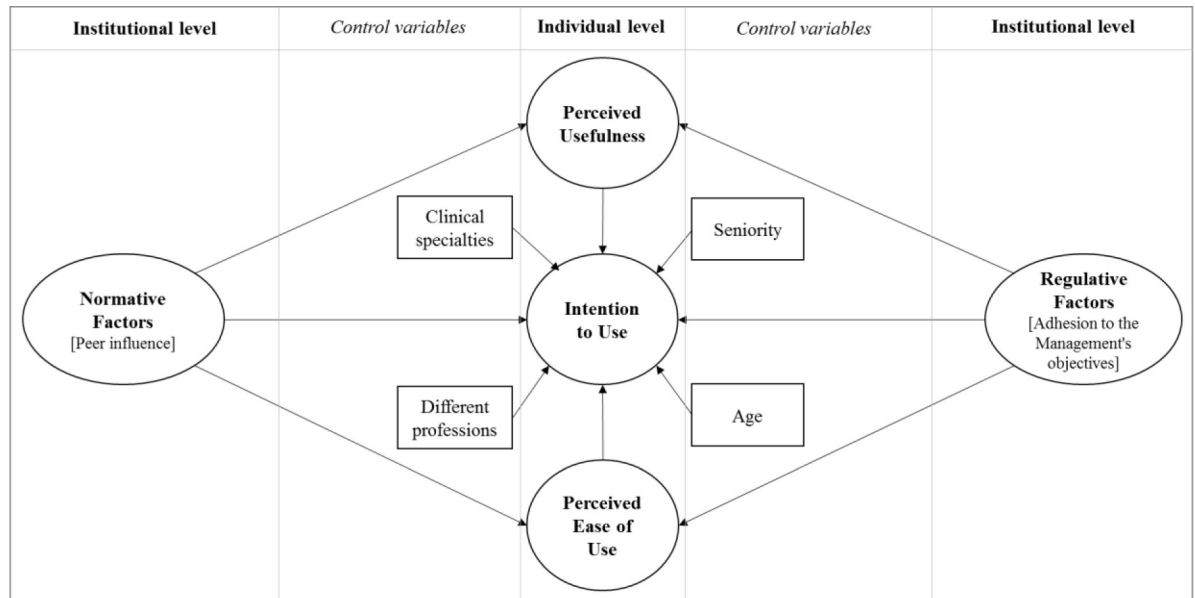 Institutional level
Control variables
Individual level
Control variables
Institutional level
Perceived
Usefulness
Clinical
specialties
Seniority
Normative
Factors
[Peer influence]
Intention
to Use
Regulative
Factors
[Adhesion to the
Management's
objectives]
Different
professions
Age
Perceived
Ease of
Use